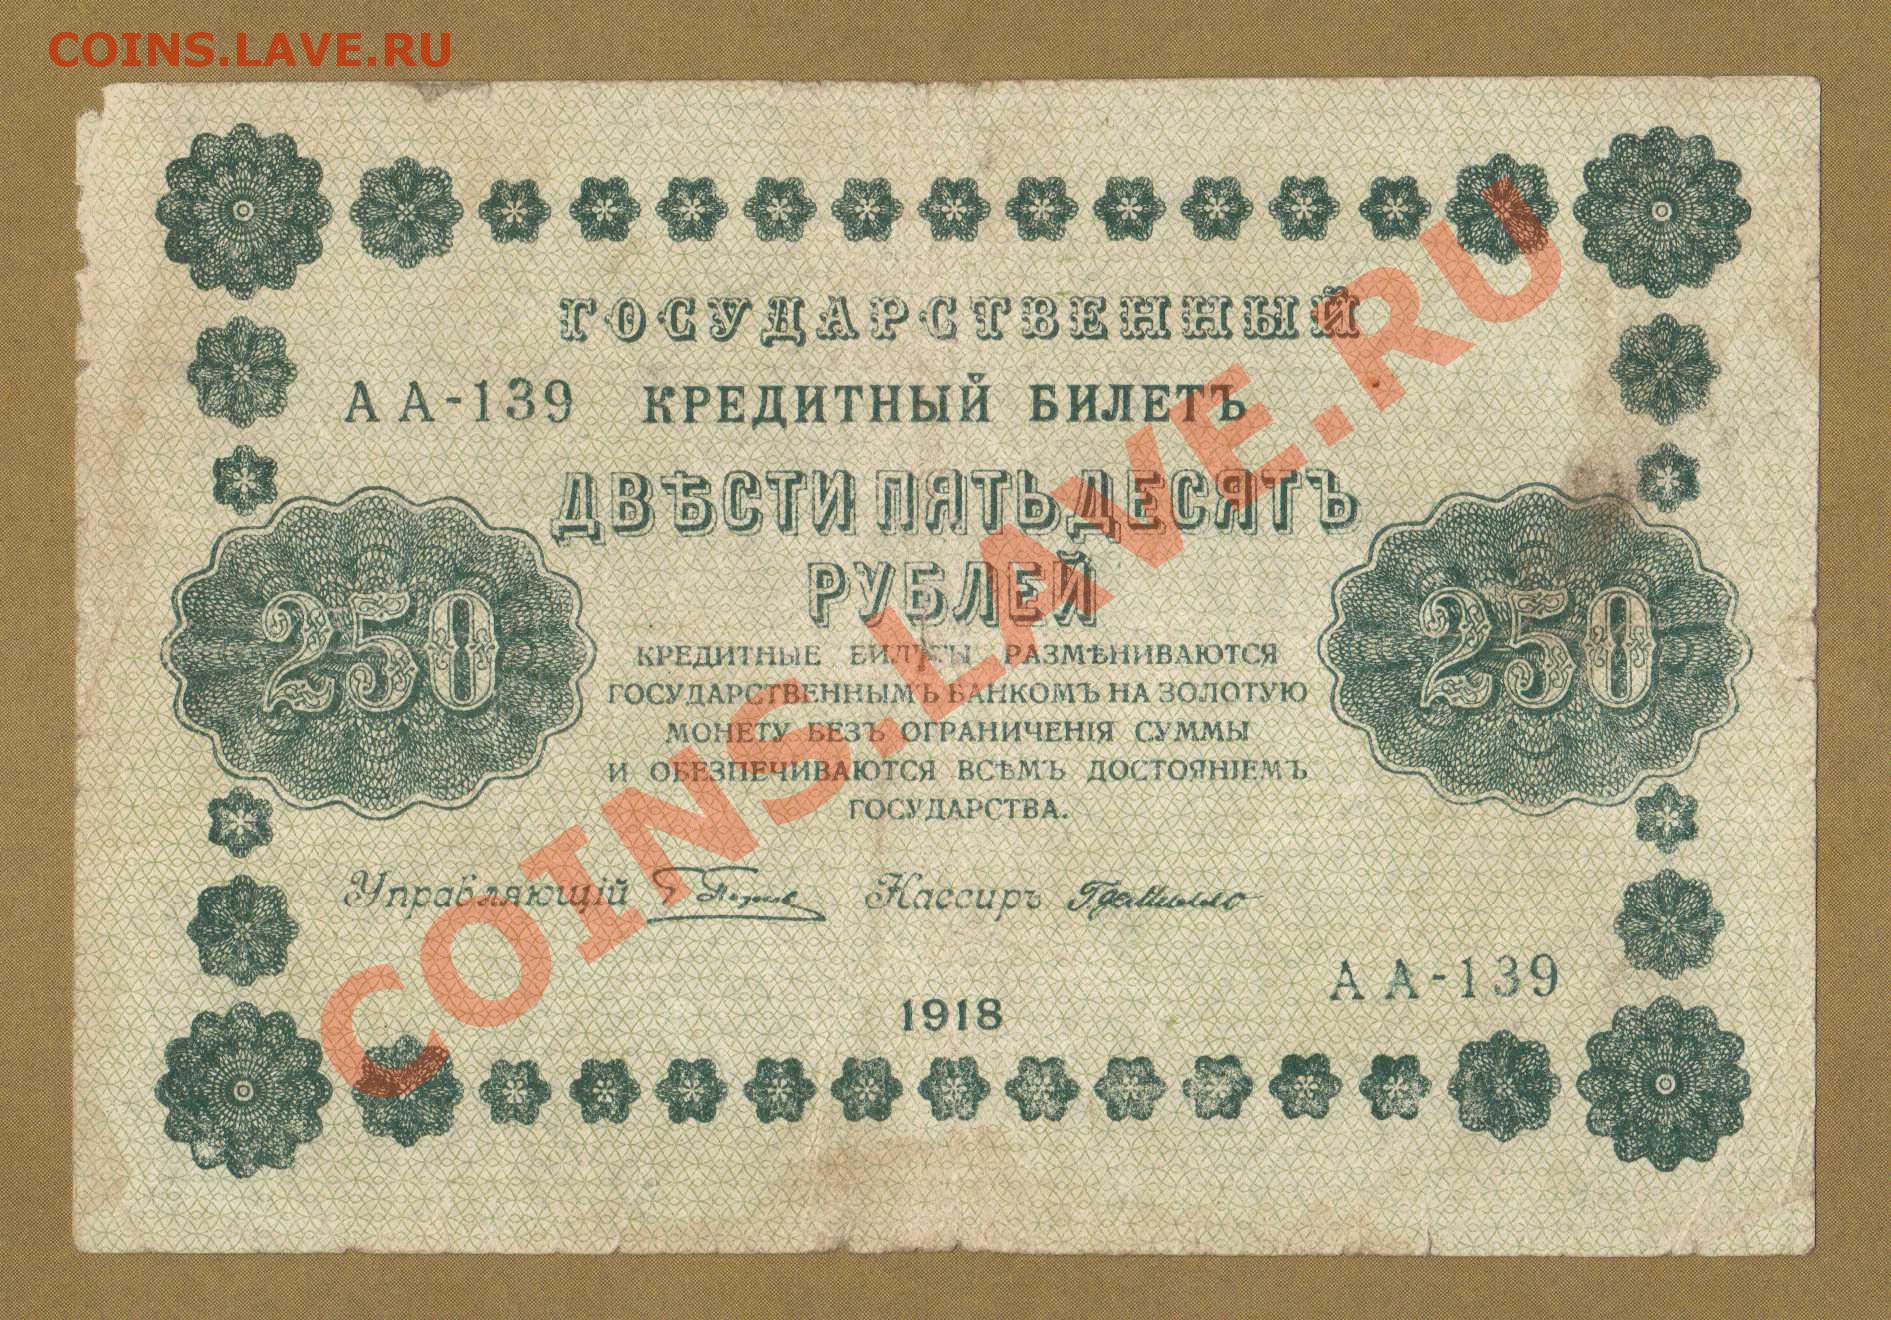 COINS.LAVE.RU
ГОСУДАРСТВЕННЫЙ
АА-139 КРЕДИТНЫЙ БИЛЕТЪ
ДВѢСТИ ПЯТЬДЕСЯТЪ
РУБЛЕЙ
250
250
КРЕДИТНЫЕ БИЛЕТЫ РАЗМѢНИВАЮТСЯ
ГОСУДАРСТВЕННЫМЪ БАНКОМЪ НА ЗОЛОТУЮ
МОНЕТУ БЕЗЪ ОГРАНИЧЕНІЯ СУММЫ
И ОБЕЗПЕЧИВАЮТСЯ ВСѢМЪ ДОСТОЯНІЕМЪ
ГОСУДАРСТВА.
Управляющій Кассиръ
АА-139
1918
COINS.LAVE.RU